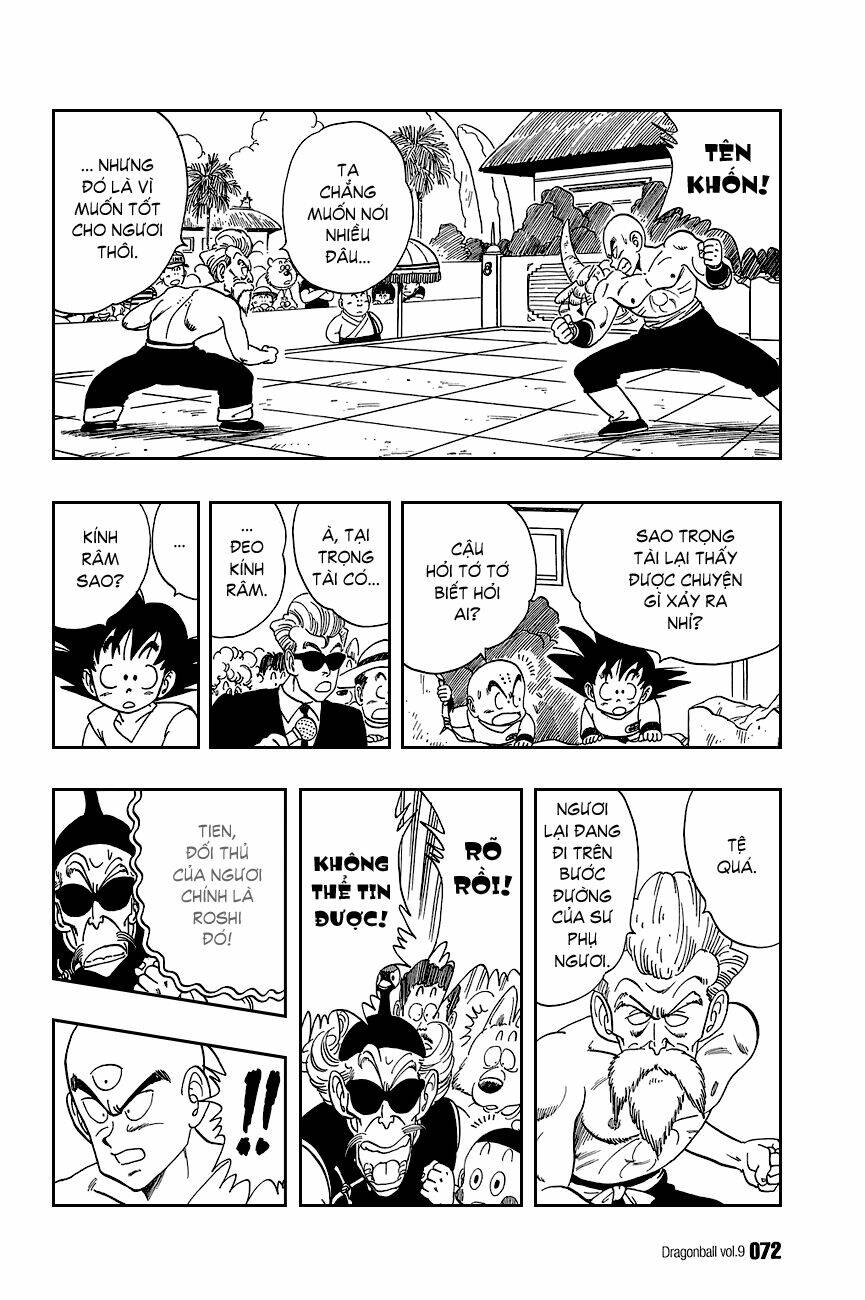 TÊN
KHỐN!
TA
CHẲNG
MUỐN NÓI
NHIỀU
ĐÂU...
... NHƯNG
ĐÓ LÀ VÌ
MUỐN TỐT
CHO NGƯƠI
THÔI.
SAO TRỌNG
TÀI LẠI THẤY
ĐƯỢC CHUYỆN
GÌ XẢY RA
NHỈ?
CẬU
HỎI TỚ TỚ
BIẾT HỎI
AI?
À, TẠI
TRỌNG
TÀI CÓ...
...
ĐEO
KÍNH
RÂM.
...
KÍNH
RÂM
SAO?
TỆ
QUÁ.
NGƯƠI
LẠI ĐANG
ĐI TRÊN
BƯỚC
ĐƯỜNG
CỦA SƯ
PHỤ
NGƯƠI.
RÕ
RỒI!
KHÔNG
THỂ TIN
ĐƯỢC!
TIEN,
ĐỐI THỦ
CỦA NGƯƠI
CHÍNH LÀ
ROSHI
ĐÓ!
!!
8
Dragonball vol.9 072